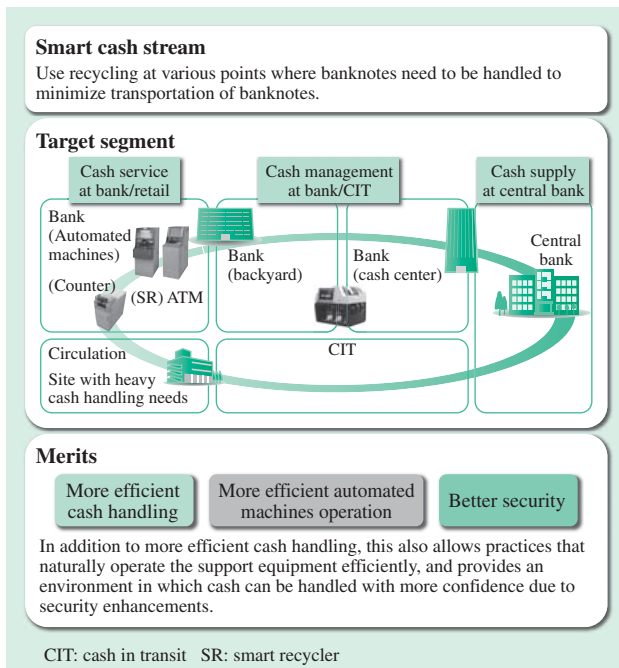 Smart cash stream
Use recycling at various points where banknotes need to be handled to
minimize transportation of banknotes.
Target segment
Cash service
at bank/retail
Cash management
at bank/CIT
Cash supply
at central bank
Bank
(Automated
machines)
(Counter)
(SR) ATM
Bank
(backyard)
Bank
(cash center)
Central
bank
CIT
Circulation
Site with heavy
cash handling needs
Merits
More efficient
cash handling
More efficient automated
machines operation
Better security
In addition to more efficient cash handling, this also allows practices that
naturally operate the support equipment efficiently, and provides an
environment in which cash can be handled with more confidence due to
security enhancements.
CIT: cash in transit SR: smart recycler